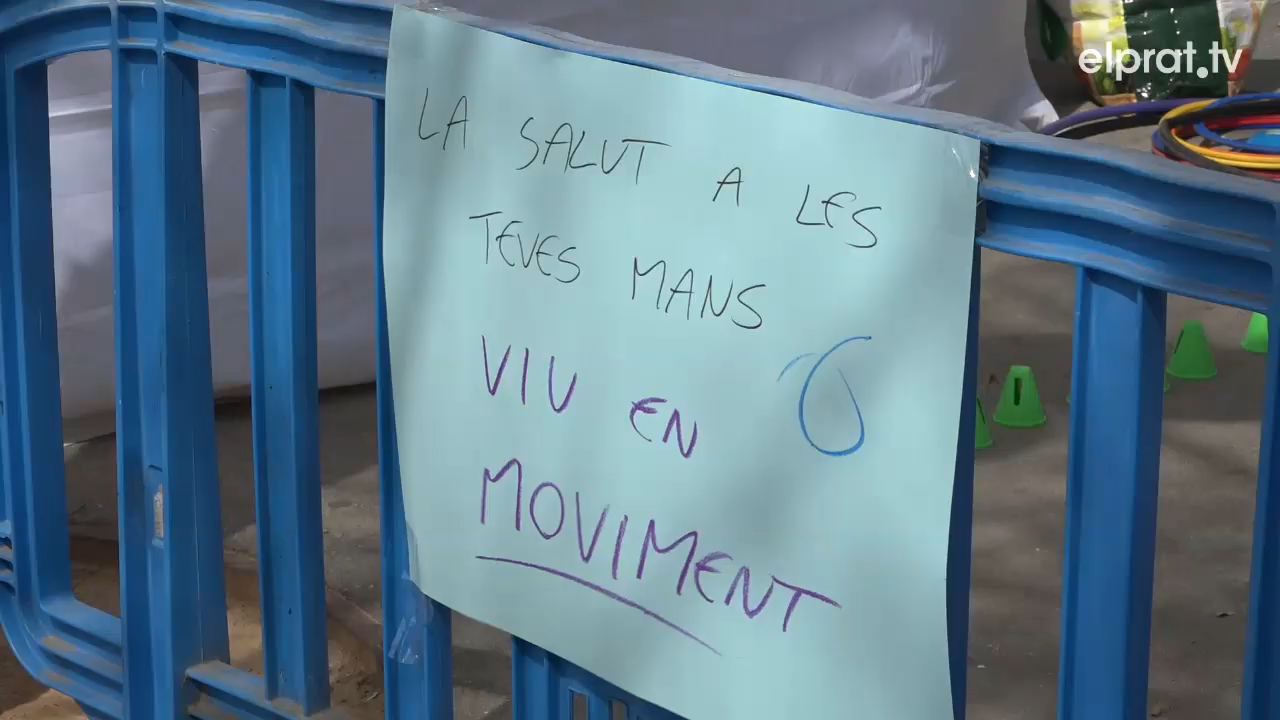 elprat.tv
LA SALUT A LES
TEVES MANS
VIU EN
MOVIMENT